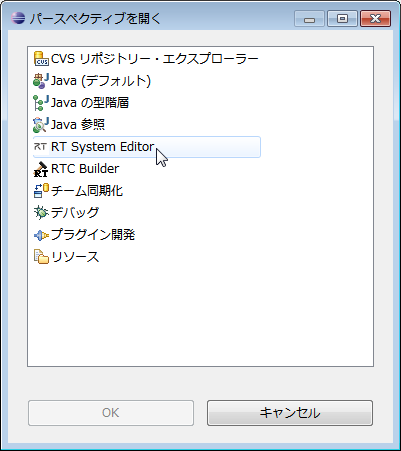 パースペクティブを開く
CVS リポジトリー・エクスプローラー
Java (デフォルト)
Java の型階層
Java 参照
RT RT System Editor
RT RTC Builder
チーム同期化
デバッグ
プラグイン開発
リソース
OK
キャンセル